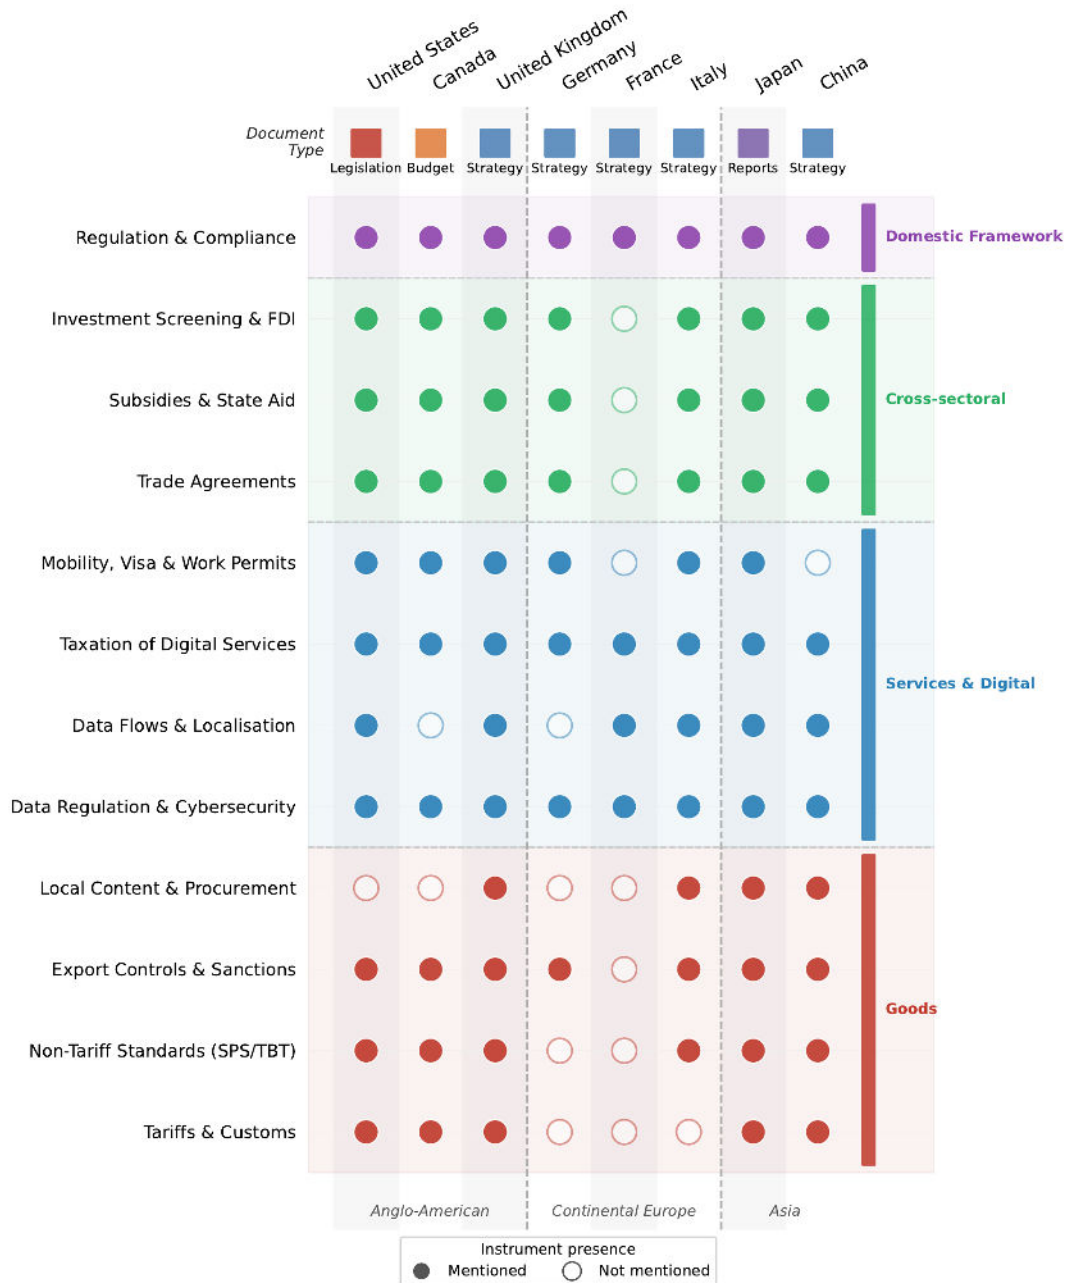 United States
Canada
United Kingdom
Germany
France
Italy
Japan
China
Document
Type
Legislation
Budget
Strategy
Strategy
Strategy
Strategy
Reports
Strategy
Regulation & Compliance
Domestic Framework
Investment Screening & FDI
Subsidies & State Aid
Cross-sectoral
Trade Agreements
Mobility, Visa & Work Permits
Taxation of Digital Services
Services & Digital
Data Flows & Localisation
Data Regulation & Cybersecurity
Local Content & Procurement
Export Controls & Sanctions
Goods
Non-Tariff Standards (SPS/TBT)
Tariffs & Customs
Anglo-American
Continental Europe
Asia
Instrument presence
Mentioned
Not mentioned